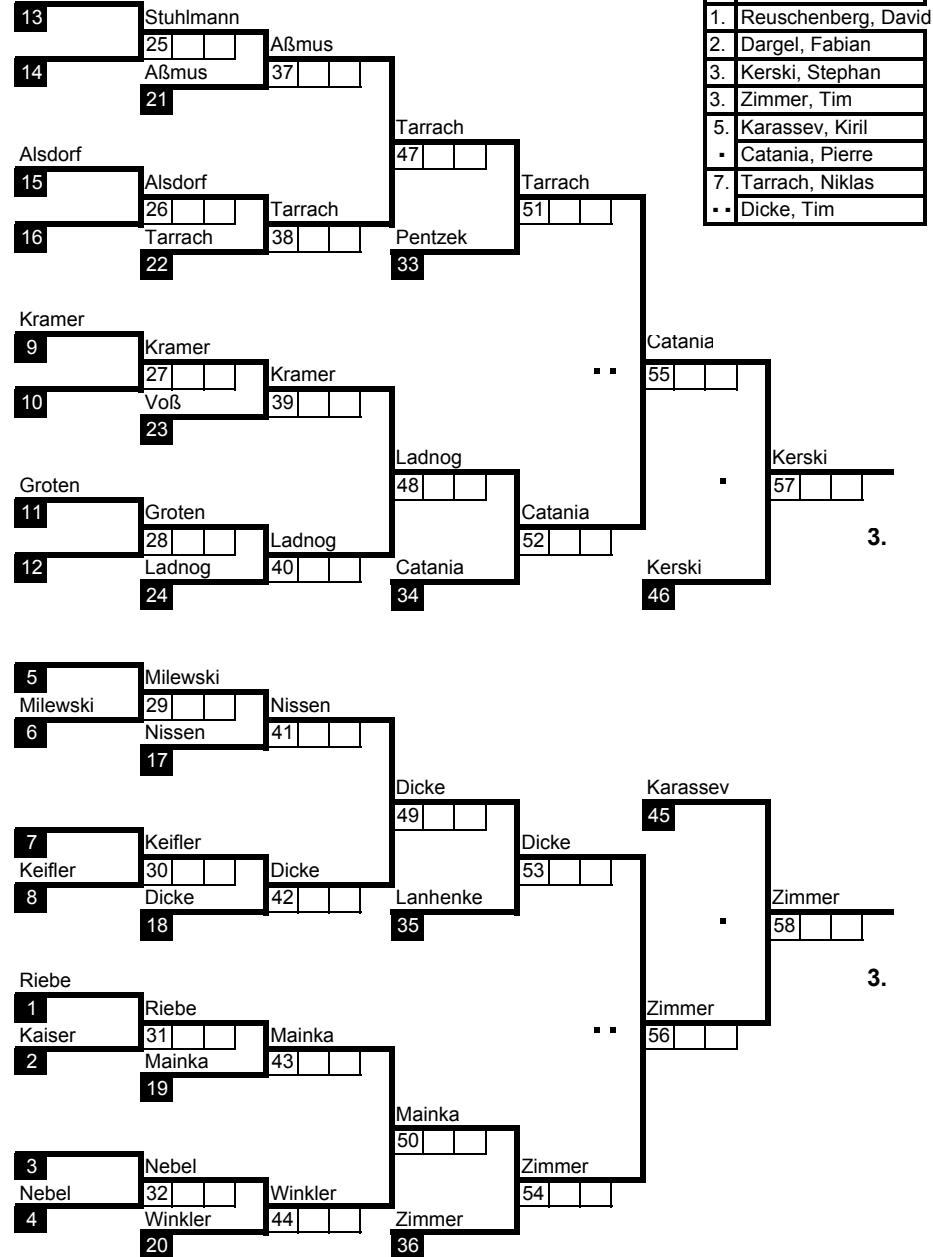 13
Stuhlmann
25
Aßmus
14
Aßmus
37
21
Tarrach
Alsdorf
47
15
Alsdorf
Tarrach
26
Tarrach
51
16
Tarrach
38
Pentzek
22
33
Kramer
9
Kramer
Catania
27
Kramer
▪ ▪
55
10
Voß
39
23
Ladnog
Kerski
Groten
48
▪
57
11
Groten
Catania
28
Ladnog
52
3.
12
Ladnog
40
Catania
Kerski
24
34
46
5
Milewski
Milewski
29
Nissen
6
Nissen
41
17
Dicke
Karassev
49
45
7
Keifler
Dicke
Keifler
30
Dicke
53
8
Dicke
42
Lanhenke
Zimmer
18
35
▪
58
Riebe
3.
1
Riebe
Zimmer
Kaiser
31
Mainka
▪ ▪
56
2
Mainka
43
19
Mainka
50
3
Nebel
Zimmer
Nebel
32
Winkler
54
4
Winkler
44
Zimmer
20
36
1. Reuschenberg, David
2. Dargel, Fabian
3. Kerski, Stephan
3. Zimmer, Tim
5. Karassev, Kiril
▪ Catania, Pierre
7. Tarrach, Niklas
▪ ▪ Dicke, Tim